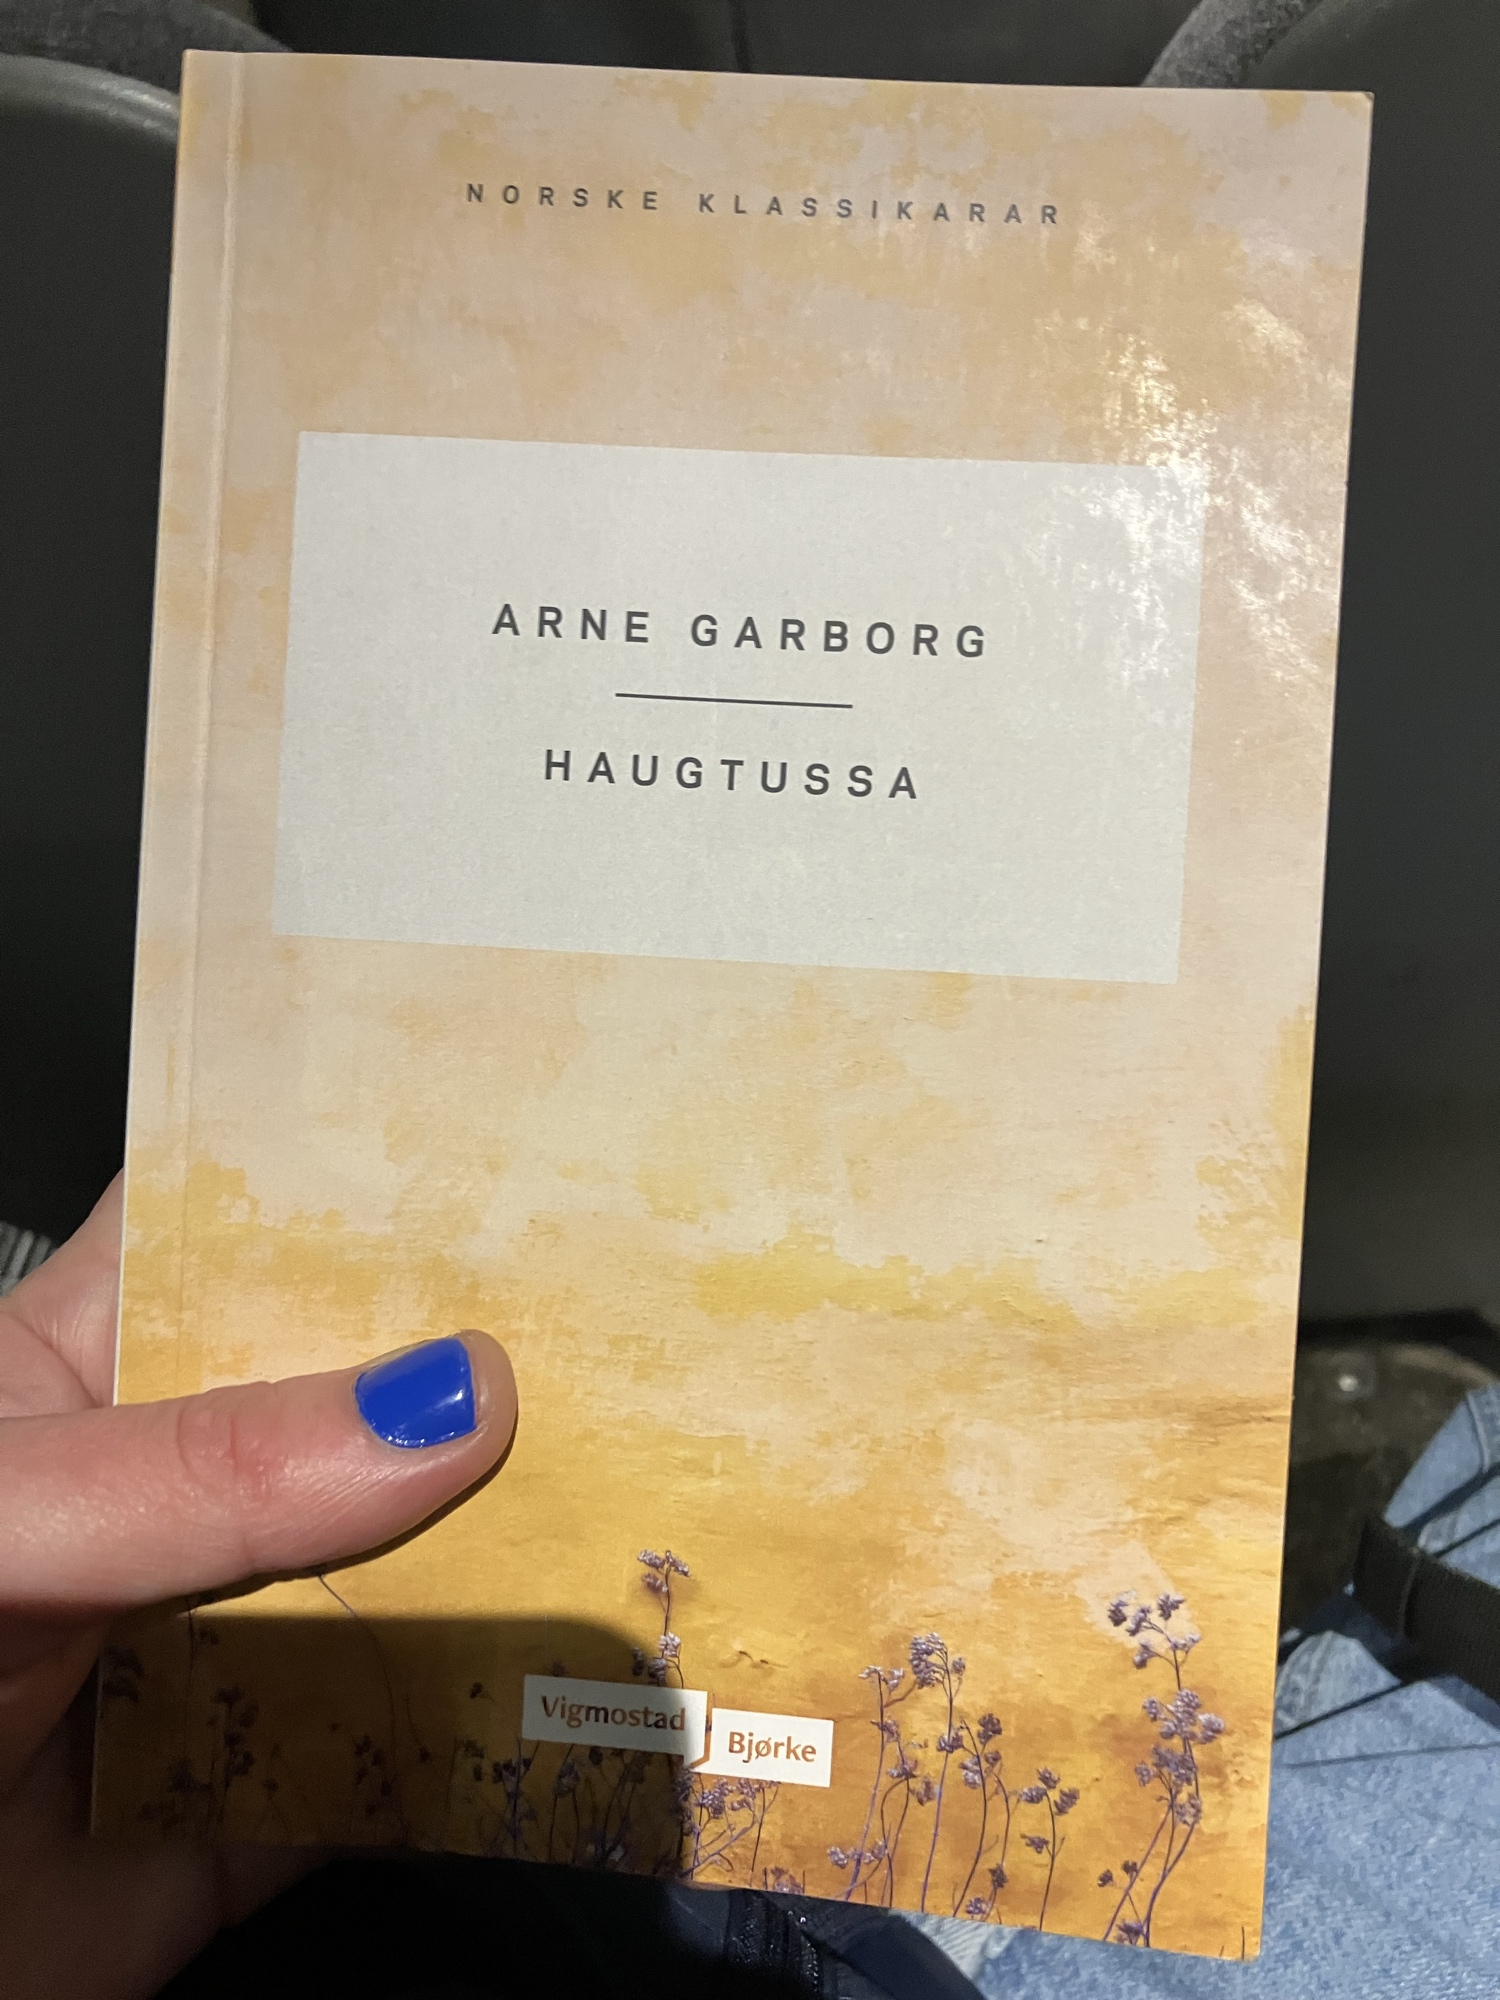 NORSKE KLASSIKARAR
ARNE GARBORG
HAUGTUSSA
Vigmostad
Bjørke